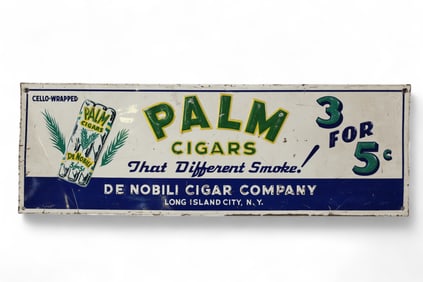 CELLO-WRAPPED
PALM
CIGARS
DE NOBILI
PALM
CIGARS
That Different Smoke!
3
FOR
5c
DE NOBILI CIGAR COMPANY
LONG ISLAND CITY, N.Y.